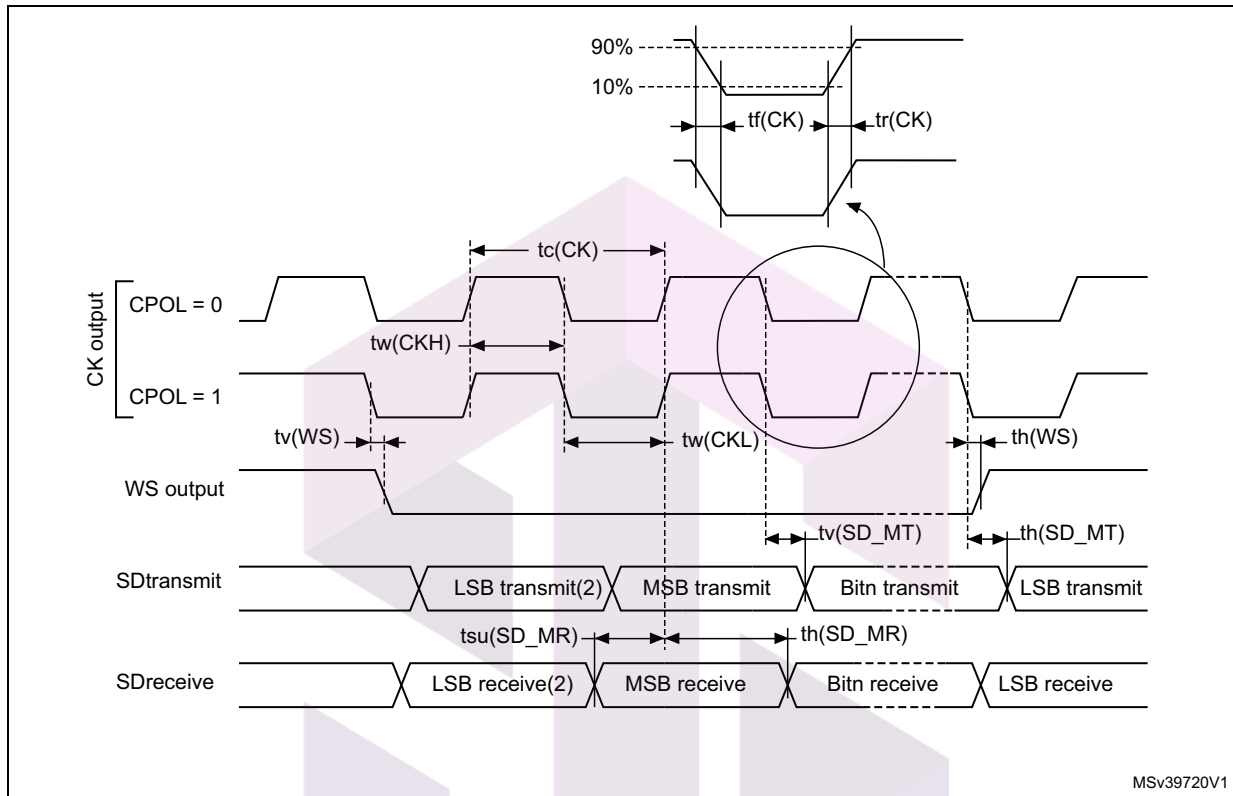 90%
10%
tf(CK)
tr(CK)
tc(CK)
CK output
CPOL = 0
tw(CKH)
CPOL = 1
tv(WS)
tw(CKL)
th(WS)
WS output
tv(SD_MT)
th(SD_MT)
SDtransmit
LSB transmit(2)
MSB transmit
Bitn transmit
LSB transmit
tsu(SD_MR)
th(SD_MR)
SDreceive
LSB receive(2)
MSB receive
Bitn receive
LSB receive
MSv39720V1